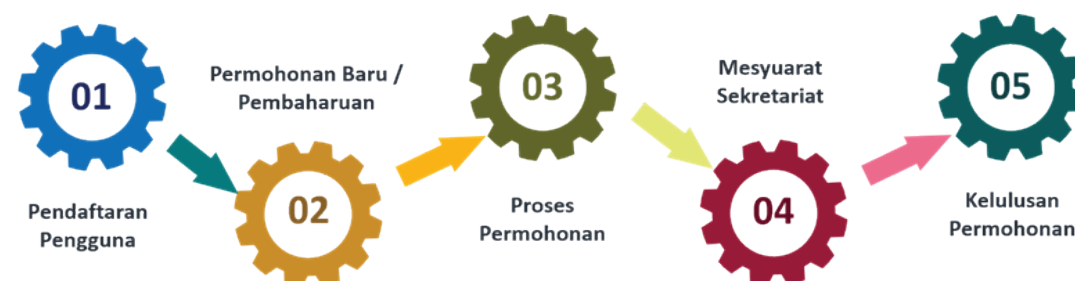 01
Pendaftaran
Pengguna
Permohonan Baru /
Pembaharuan
02
03
Proses
Permohonan
Mesyuarat
Sekretariat
04
05
Kelulusan
Permohonan